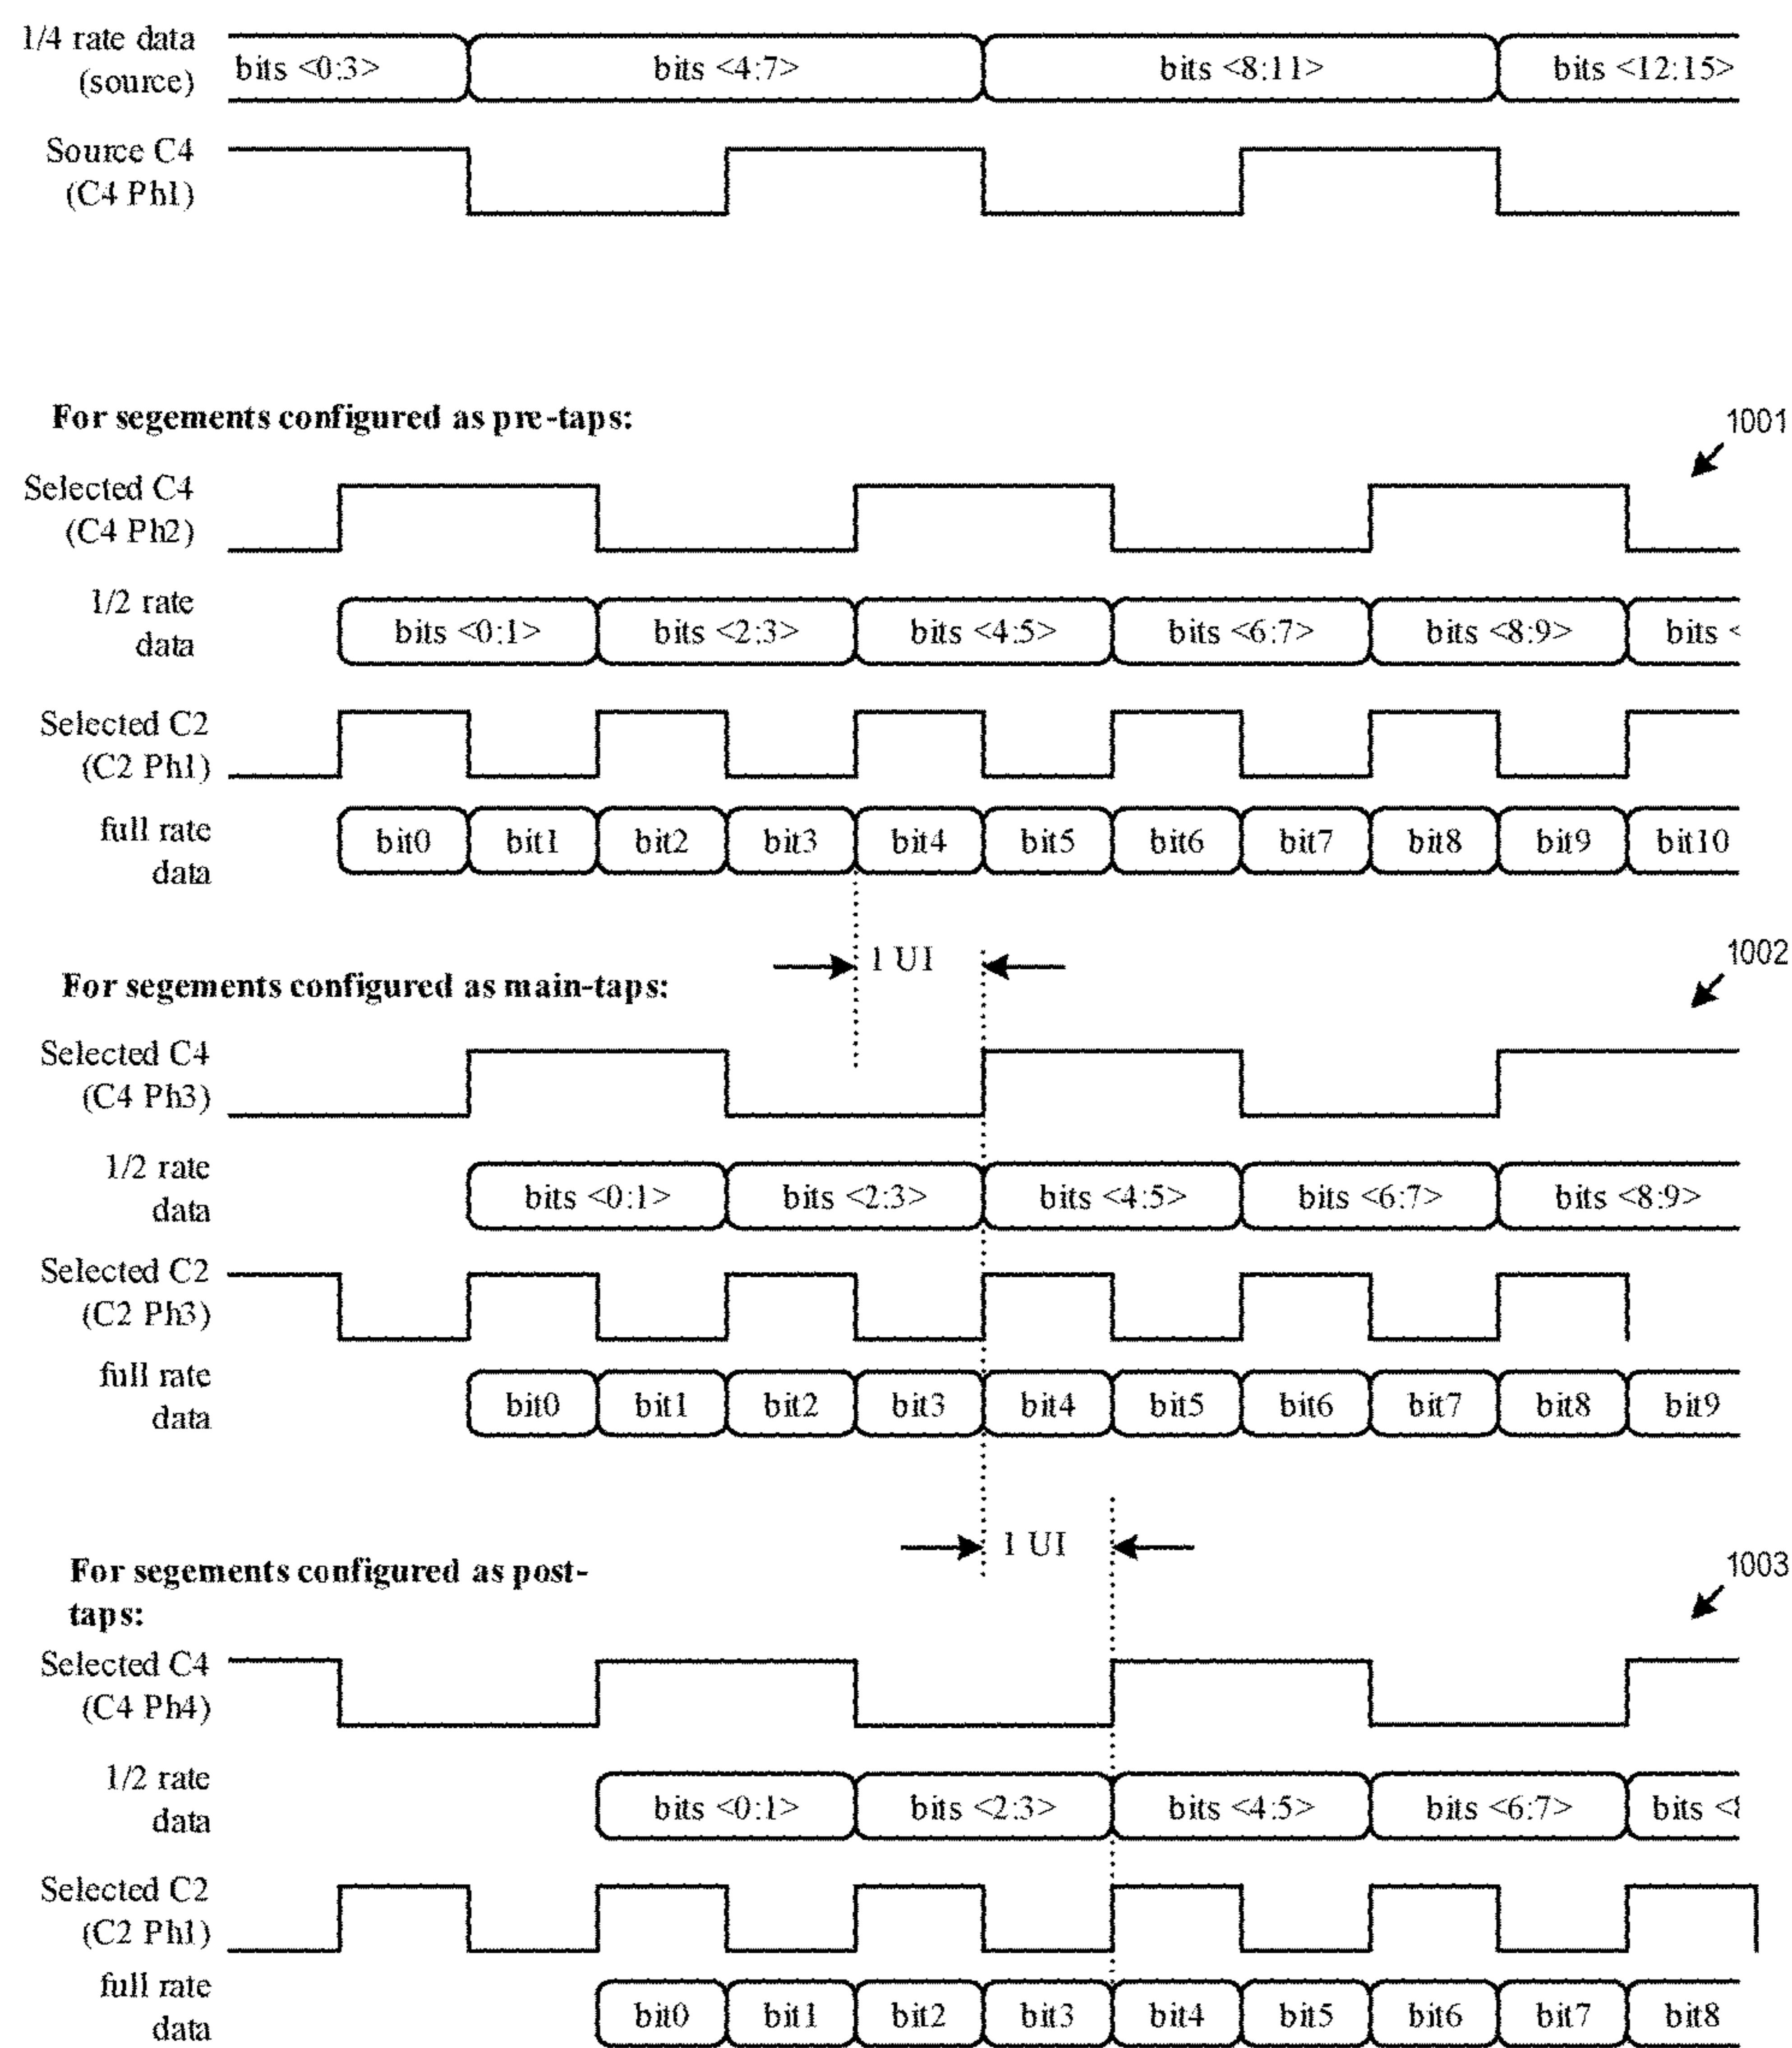 1/4 rate data
(source)
bits <0:3>
bits <4:7>
bits <8:11>
bits <12:15>
Source C4
(C4 Ph1)
For segements configured as pre-taps:
1001
Selected C4
(C4 Ph2)
1/2 rate
data
bits <0:1>
bits <2:3>
bits <4:5>
bits <6:7>
bits <8:9>
bits <
Selected C2
(C2 Ph1)
full rate
data
bit0
bit1
bit2
bit3
bit4
bit5
bit6
bit7
bit8
bit9
bit10
1 UI
1002
For segements configured as main-taps:
Selected C4
(C4 Ph3)
1/2 rate
data
bits <0:1>
bits <2:3>
bits <4:5>
bits <6:7>
bits <8:9>
Selected C2
(C2 Ph3)
full rate
data
bit0
bit1
bit2
bit3
bit4
bit5
bit6
bit7
bit8
bit9
1 UI
1003
For segements configured as post-
taps:
Selected C4
(C4 Ph4)
1/2 rate
data
bits <0:1>
bits <2:3>
bits <4:5>
bits <6:7>
bits <8
Selected C2
(C2 Ph1)
full rate
data
bit0
bit1
bit2
bit3
bit4
bit5
bit6
bit7
bit8